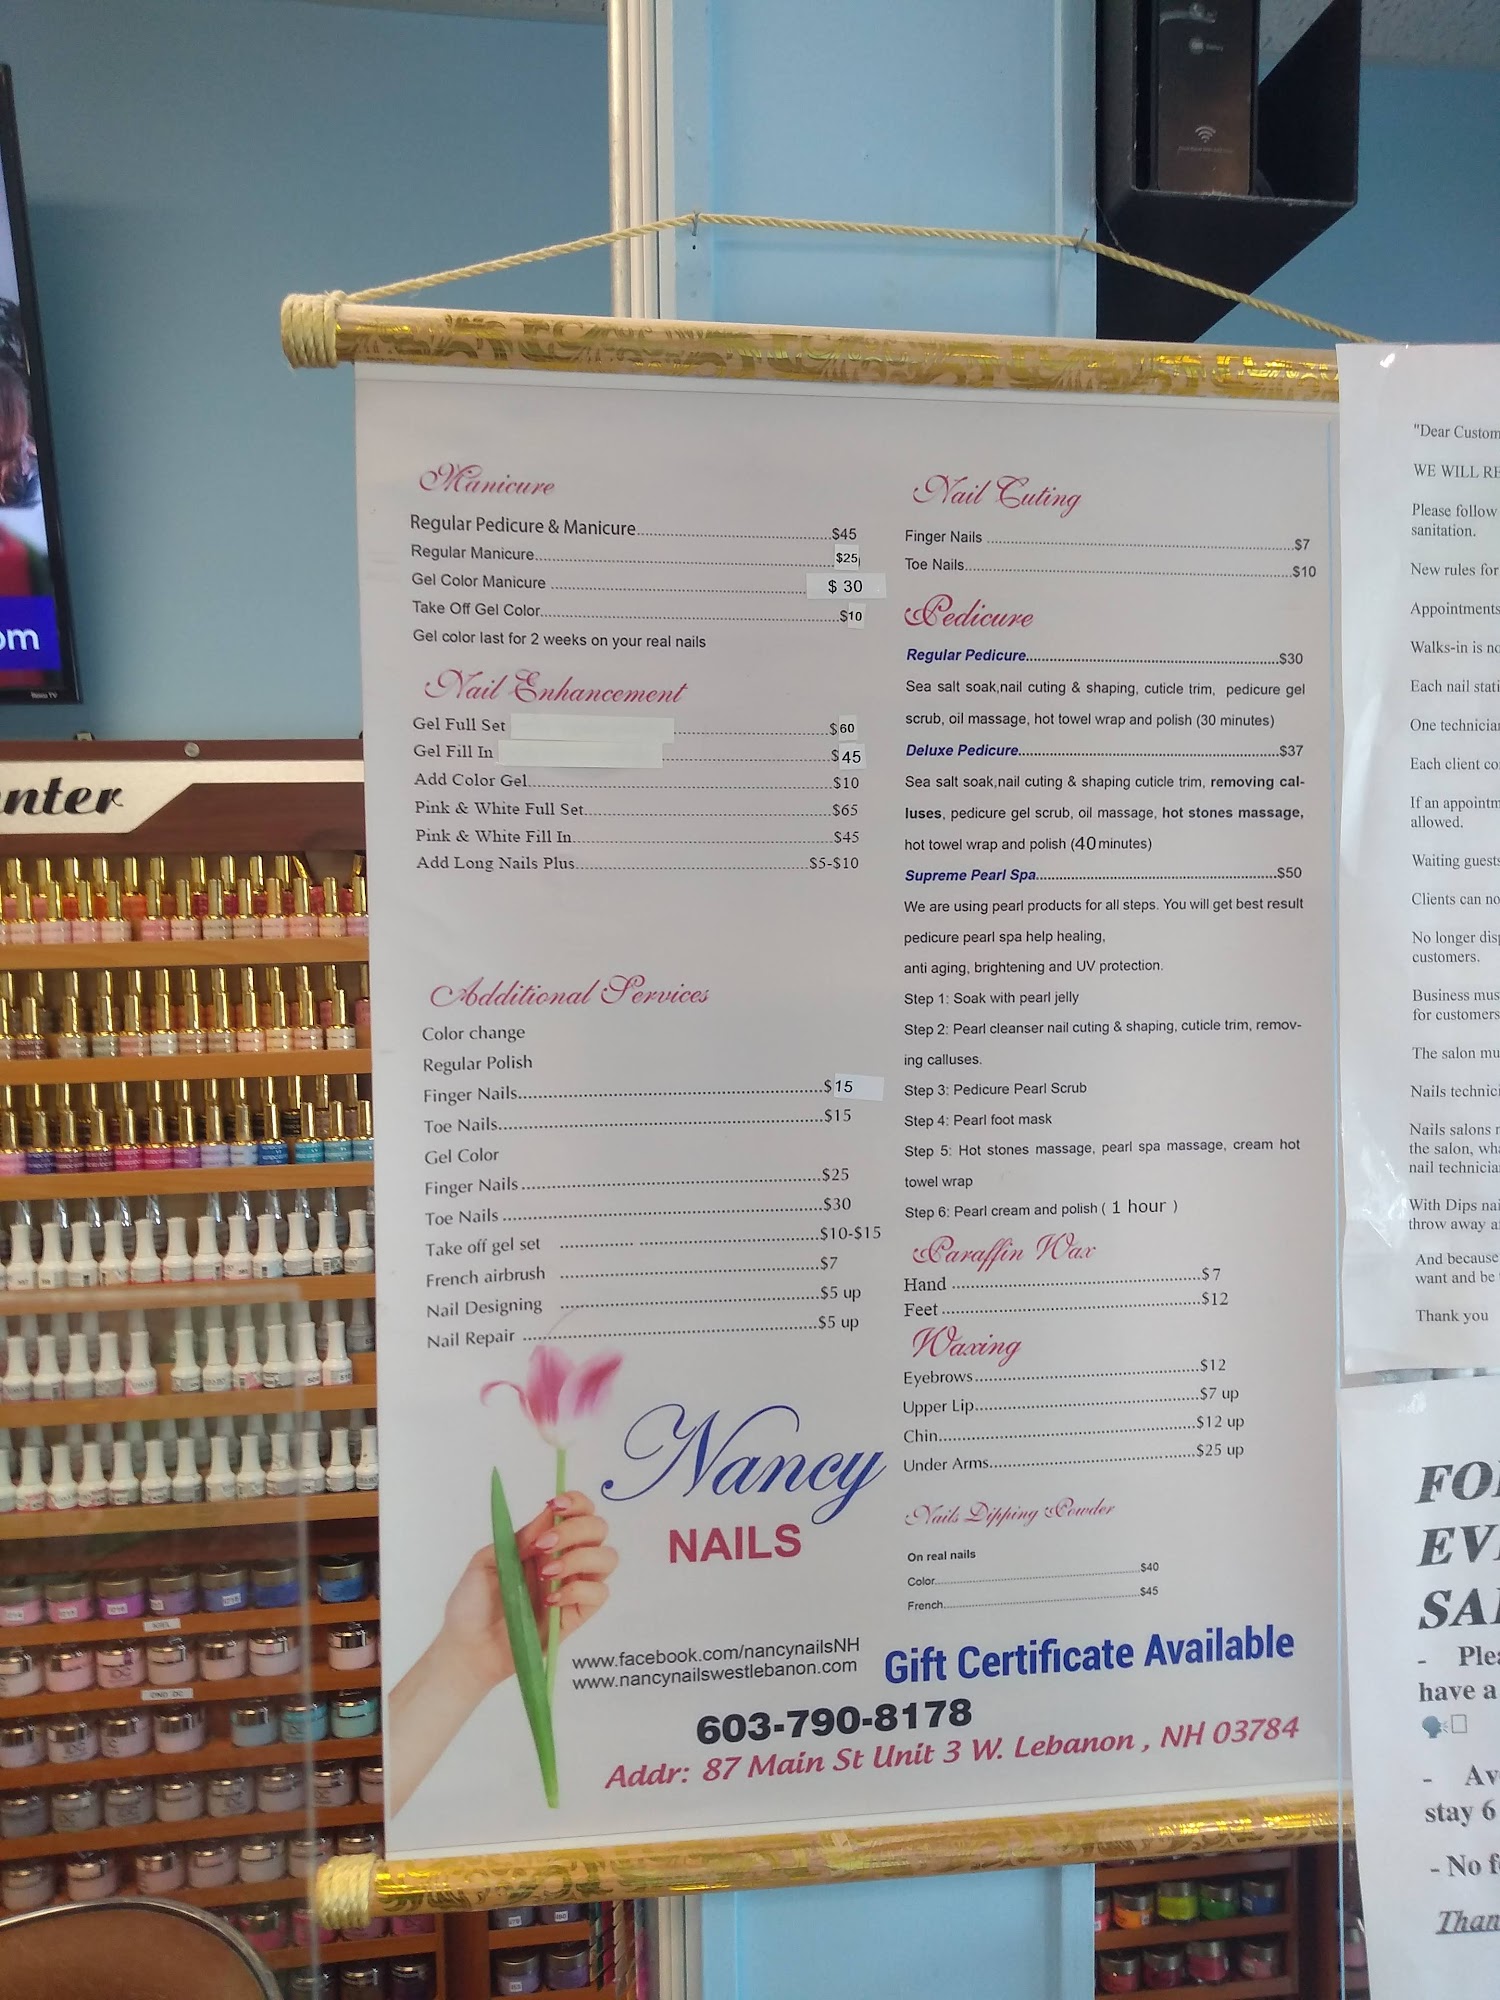 Manicure
Regular Pedicure & Manicure $45
Regular Manicure $25
Gel Color Manicure $ 30
Take Off Gel Color $10
Gel color last for 2 weeks on your real nails
Nail Enhancement
Gel Full Set $60
Gel Fill In $45
Add Color Gel $10
Pink & White Full Set $65
Pink & White Fill In $45
Add Long Nails Plus $5-$10
Additional Services
Color change
Regular Polish
Finger Nails $15
Toe Nails $15
Gel Color
Finger Nails $25
Toe Nails $30
Take off gel set $10-$15
French airbrush $7
Nail Designing $5 up
Nail Repair $5 up
Nancy
NAILS
www.facebook.com/nancynailsNH
www.nancynailswestlebanon.com
Nail Cuting
Finger Nails $7
Toe Nails $10
Pedicure
Regular Pedicure $30
Sea salt soak,nail cuting & shaping, cuticle trim, pedicure gel
scrub, oil massage, hot towel wrap and polish (30 minutes)
Deluxe Pedicure $37
Sea salt soak,nail cuting & shaping cuticle trim, removing cal-
luses, pedicure gel scrub, oil massage, hot stones massage,
hot towel wrap and polish (40 minutes)
Supreme Pearl Spa $50
We are using pearl products for all steps. You will get best result
pedicure pearl spa help healing,
anti aging, brightening and UV protection.
Step 1: Soak with pearl jelly
Step 2: Pearl cleanser nail cuting & shaping, cuticle trim, remov-
ing calluses.
Step 3: Pedicure Pearl Scrub
Step 4: Pearl foot mask
Step 5: Hot stones massage, pearl spa massage, cream hot
towel wrap
Step 6: Pearl cream and polish ( 1 hour )
Paraffin Wax
Hand $7
Feet $12
Waxing
Eyebrows $12
Upper Lip $7 up
Chin $12 up
Under Arms $25 up
Nails Dipping Powder
On real nails
Color $40
French $45
Gift Certificate Available
603-790-8178
Addr: 87 Main St Unit 3 W. Lebanon , NH 03784
"Dear Custom
WE WILL RE
Please follow
sanitation.
New rules for
Appointments
Walks-in is no
Each nail stati
One technician
Each client co
If an appointm
allowed.
Waiting guests
Clients can no
No longer disp
customers.
Business mus
for customers
The salon mu
Nails technici
Nails salons
the salon, wh
nail technicia
With Dips nai
throw away a
And because
want and be
Thank you
FO
EV
SA
- Plea
have a
- Av
stay 6
- No f
Than
om
Roku TV
nter